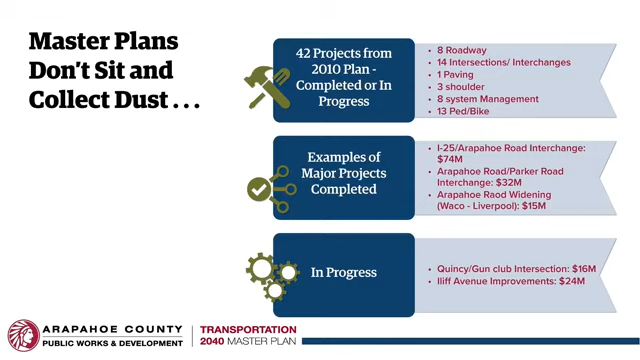 Master Plans
Don't Sit and
Collect Dust . . .
42 Projects from
2010 Plan -
Completed or In
Progress
• 8 Roadway
• 14 Intersections/ Interchanges
• 1 Paving
• 3 shoulder
• 8 system Management
• 13 Ped/Bike
Examples of
Major Projects
Completed
• I-25/Arapahoe Road Interchange:
$74M
• Arapahoe Road/Parker Road
Interchange: $32M
• Arapahoe Raod Widening
(Waco - Liverpool): $15M
In Progress
• Quincy/Gun club Intersection: $16M
• Iliff Avenue Improvements: $24M
ARAPAHOE COUNTY
PUBLIC WORKS & DEVELOPMENT
TRANSPORTATION
2040 MASTER PLAN